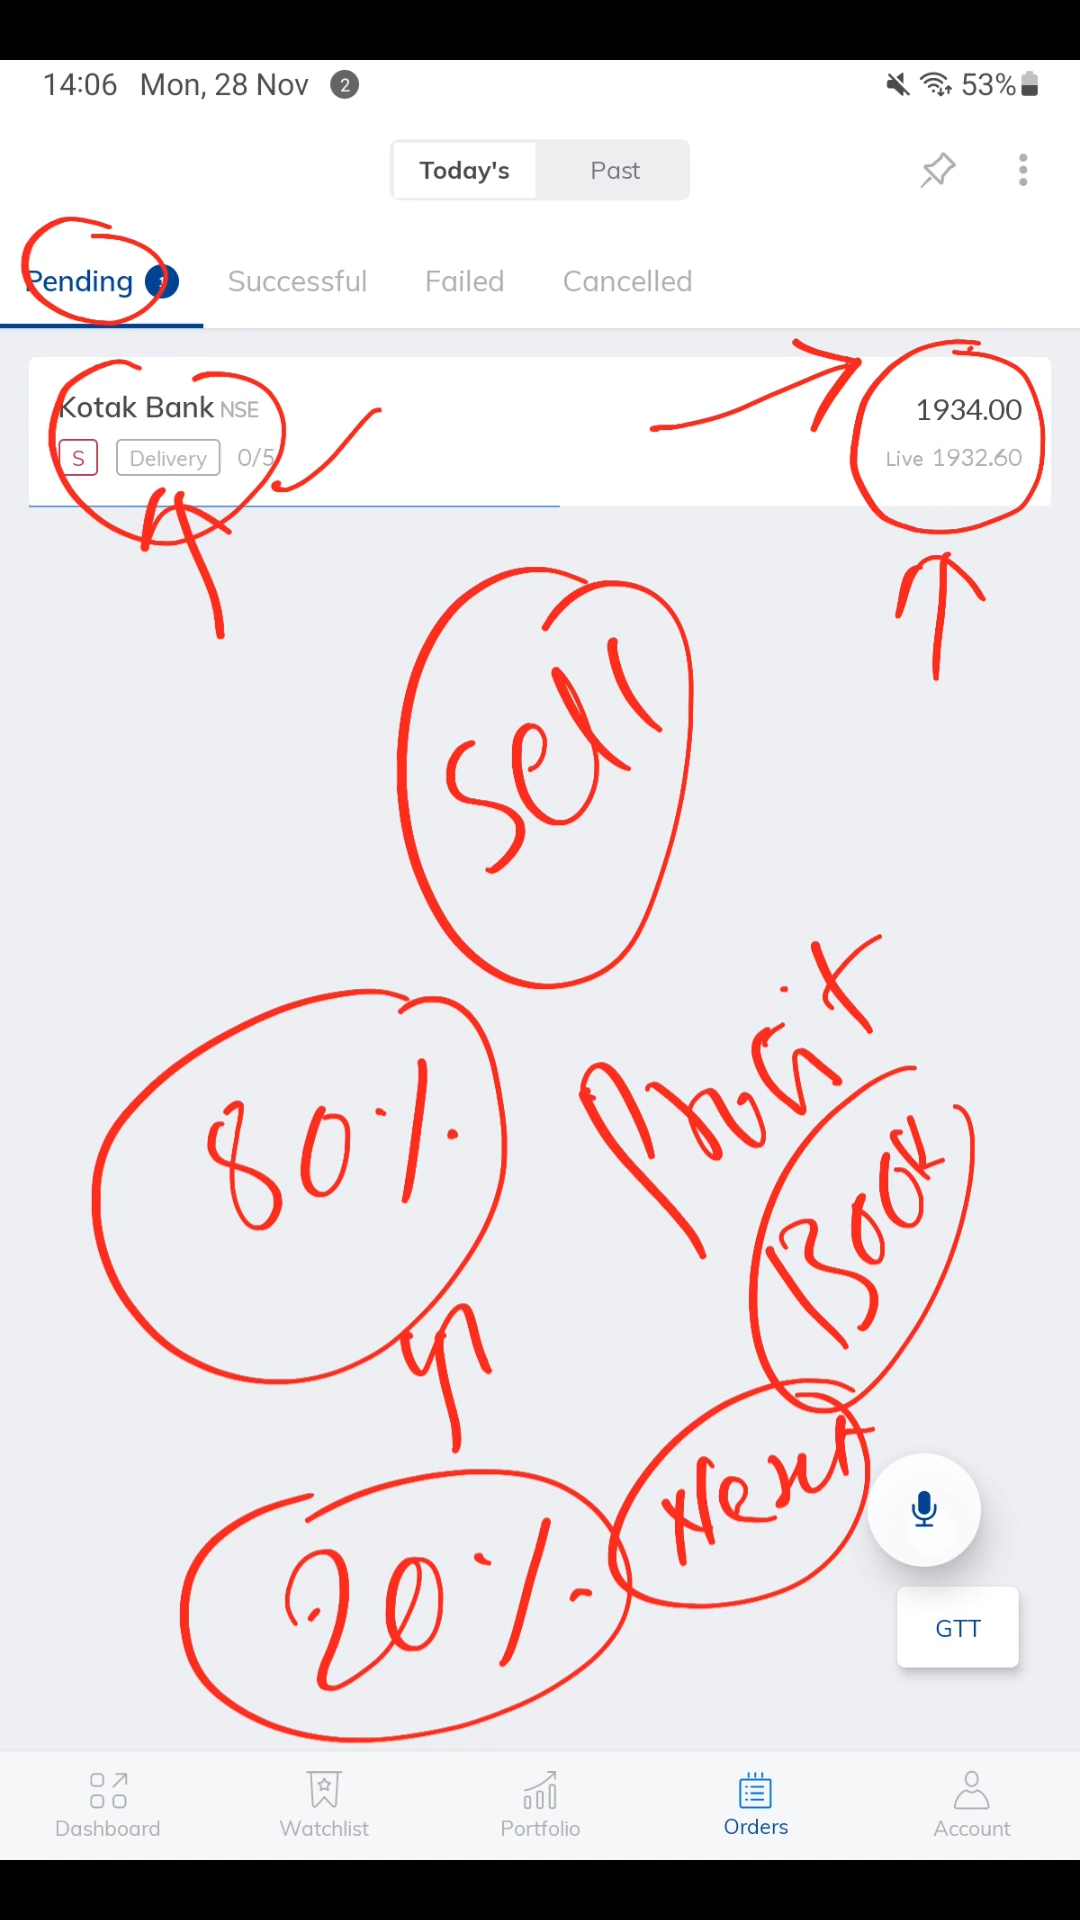 14:06 Mon, 28 Nov 2 53%
Today's Past
Pending 1 Successful Failed Cancelled
Kotak Bank NSE 1934.00
S Delivery 0/5 Live 1932.60
Sell
80%
Profit
Book
20% Next
GTT
Dashboard Watchlist Portfolio Orders Account